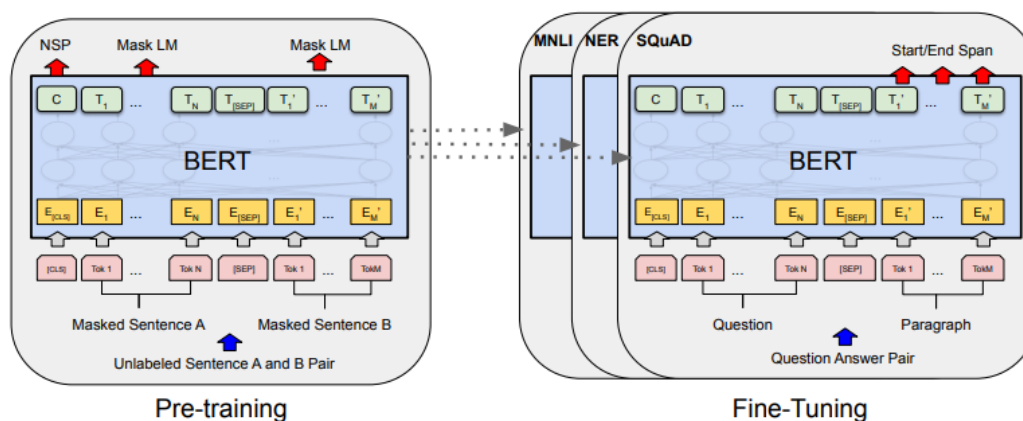 NSP Mask LM Mask LM
C T1 ... TN T[SEP] T1' ... TM'
BERT
E[CLS] E1 ... EN E[SEP] E1' ... EM'
[CLS] Tok 1 ... Tok N [SEP] Tok 1 ... TokM
Masked Sentence A Masked Sentence B
Unlabeled Sentence A and B Pair
Pre-training
MNLI NER SQuAD
Start/End Span
C T1 ... TN T[SEP] T1' ... TM'
BERT
E[CLS] E1 ... EN E[SEP] E1' ... EM'
[CLS] Tok 1 ... Tok N [SEP] Tok 1 ... TokM
Question Paragraph
Question Answer Pair
Fine-Tuning